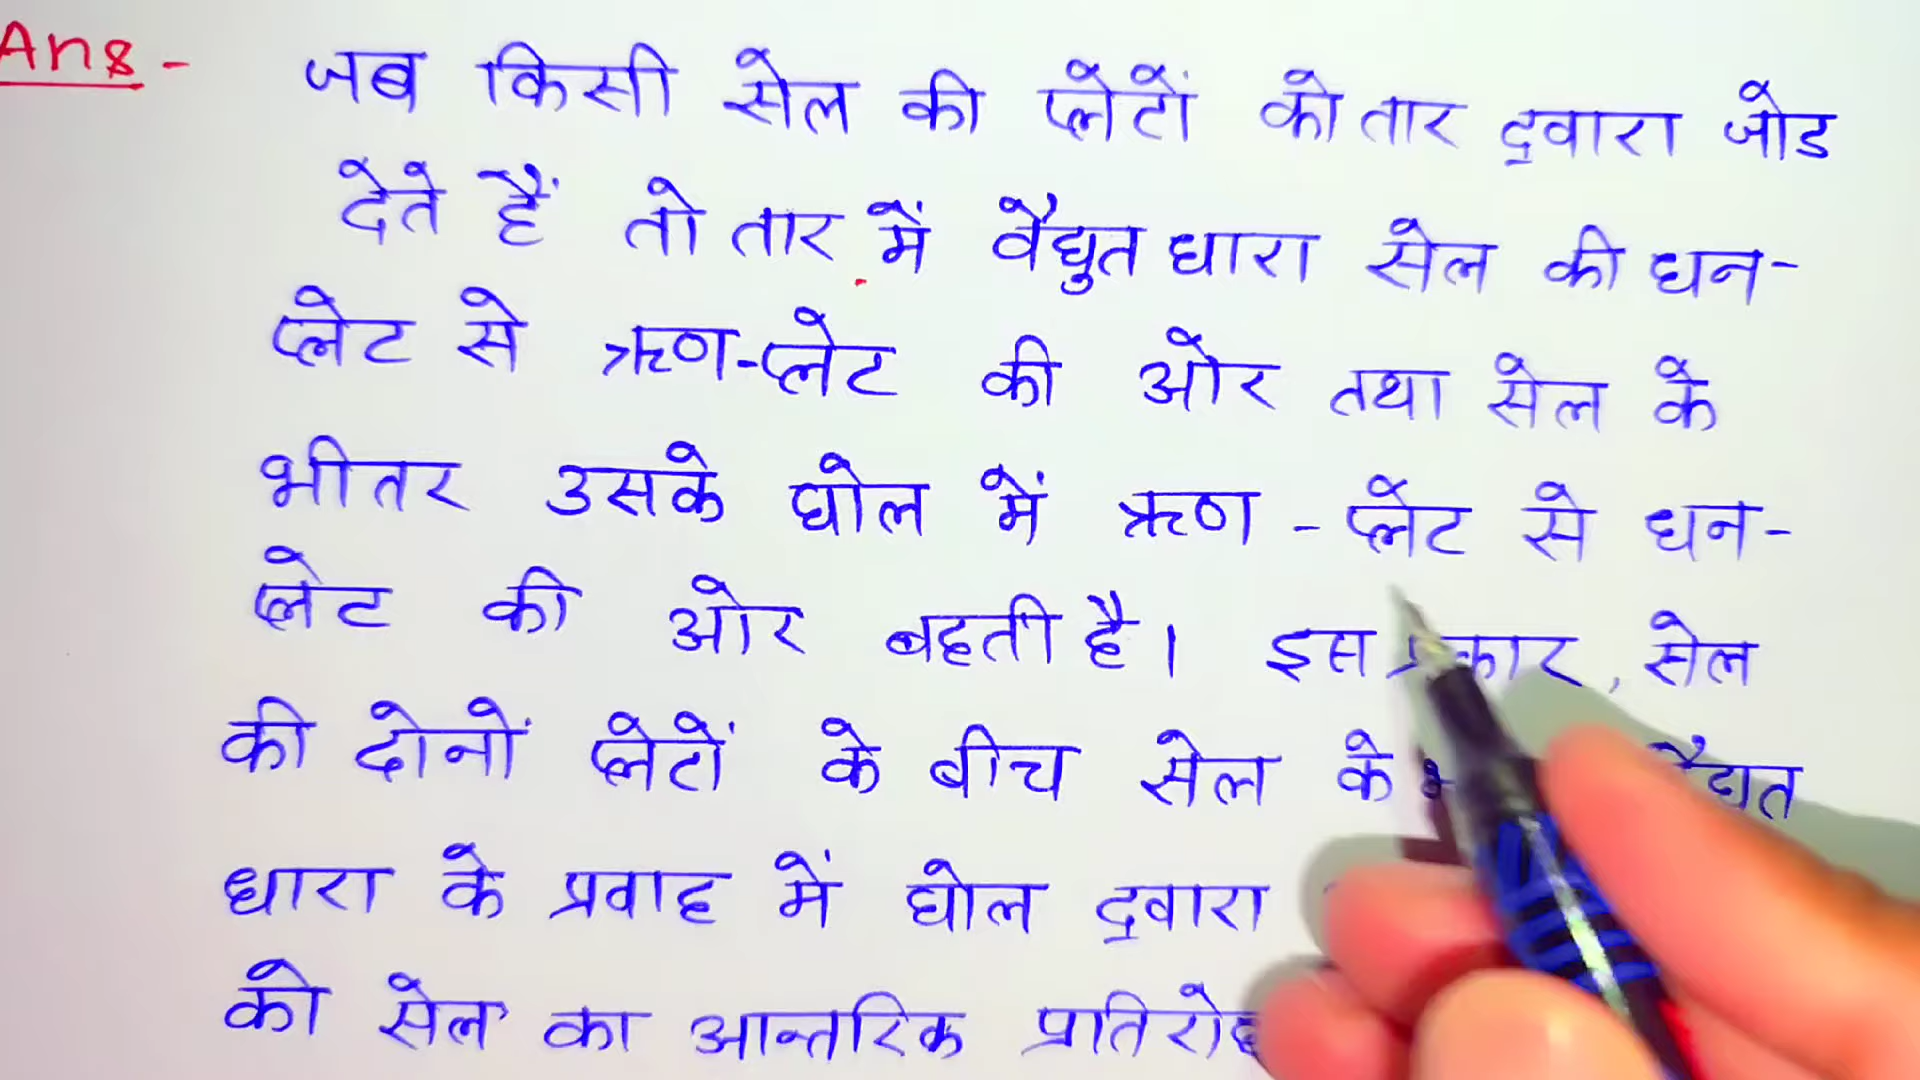 Ans - जब किसी सेल की प्लेटों को तार द्वारा जोड
देते हैं तो तार में वैद्युत धारा सेल की धन-
प्लेट से ऋण-प्लेट की ओर तथा सेल के
भीतर उसके घोल में ऋण - प्लेट से धन-
प्लेट की ओर बहती है। इस प्रकार, सेल
की दोनों प्लेटों के बीच सेल के
धारा के प्रवाह में घोल द्वारा
को सेल का आन्तरिक